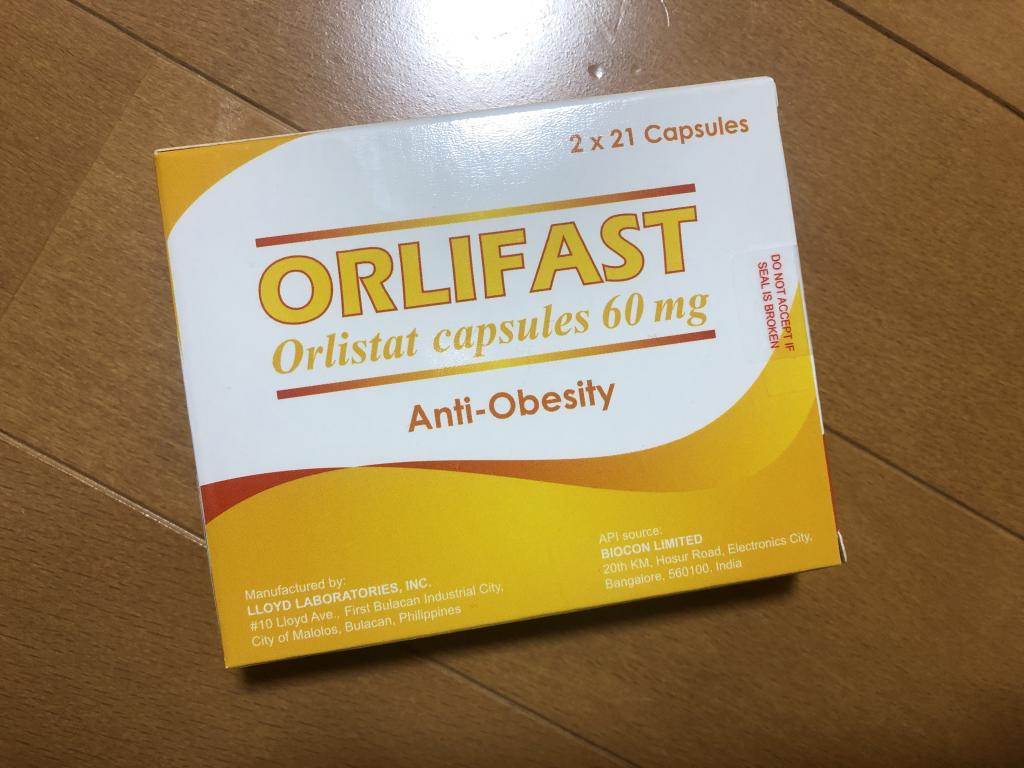 2 x 21 Capsules
ORLIFAST
Orlistat capsules 60 mg
Anti-Obesity
DO NOT ACCEPT IF
SEAL IS BROKEN
Manufactured by:
LLOYD LABORATORIES, INC.
#10 Lloyd Ave., First Bulacan Industrial City,
City of Malolos, Bulacan, Philippines
API source:
BIOCON LIMITED
20th KM, Hosur Road, Electronics City,
Bangalore, 560100, India